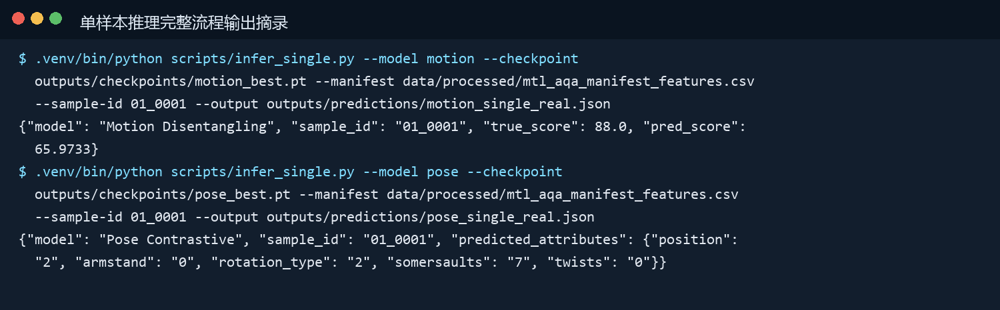 单样本推理完整流程输出摘录
$ .venv/bin/python scripts/infer_single.py --model motion --checkpoint
outputs/checkpoints/motion_best.pt --manifest data/processed/mtl_aqa_manifest_features.csv
--sample-id 01_0001 --output outputs/predictions/motion_single_real.json
{"model": "Motion Disentangling", "sample_id": "01_0001", "true_score": 88.0, "pred_score":
65.9733}
$ .venv/bin/python scripts/infer_single.py --model pose --checkpoint
outputs/checkpoints/pose_best.pt --manifest data/processed/mtl_aqa_manifest_features.csv
--sample-id 01_0001 --output outputs/predictions/pose_single_real.json
{"model": "Pose Contrastive", "sample_id": "01_0001", "predicted_attributes": {"position":
"2", "armstand": "0", "rotation_type": "2", "somersaults": "7", "twists": "0"}}